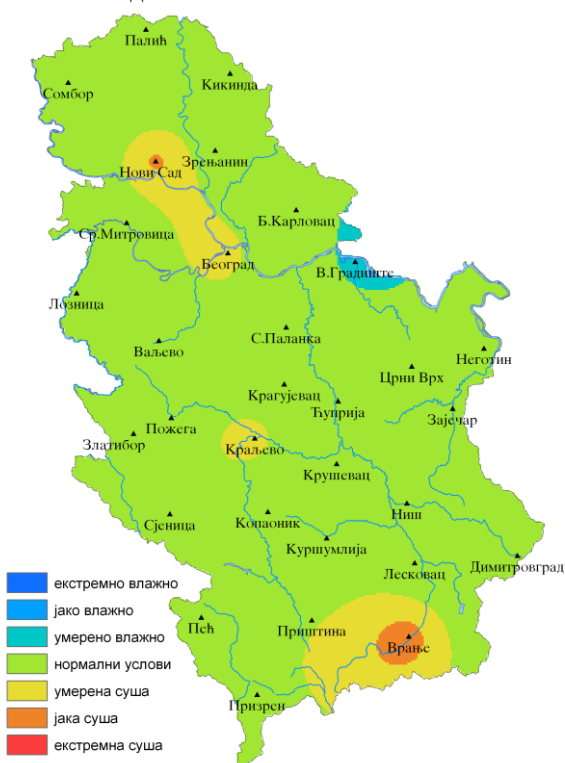 Палић
Кикинда
Сомбор
Зрењанин
Нови Сад
Б.Карловац
Ср.Митровица
Београд
В.Градиште
Лозница
С.Паланка
Ваљево
Неготин
Црни Врх
Крагујевац
Ћуприја
Зајечар
Пожега
Златибор
Краљево
Крушевац
Ниш
Сјеница
Копаоник
Куршумлија
Димитровград
Лесковац
Пећ
Приштина
Врање
Призрен
екстремно влажно
јако влажно
умерено влажно
нормални услови
умерена суша
јака суша
екстремна суша